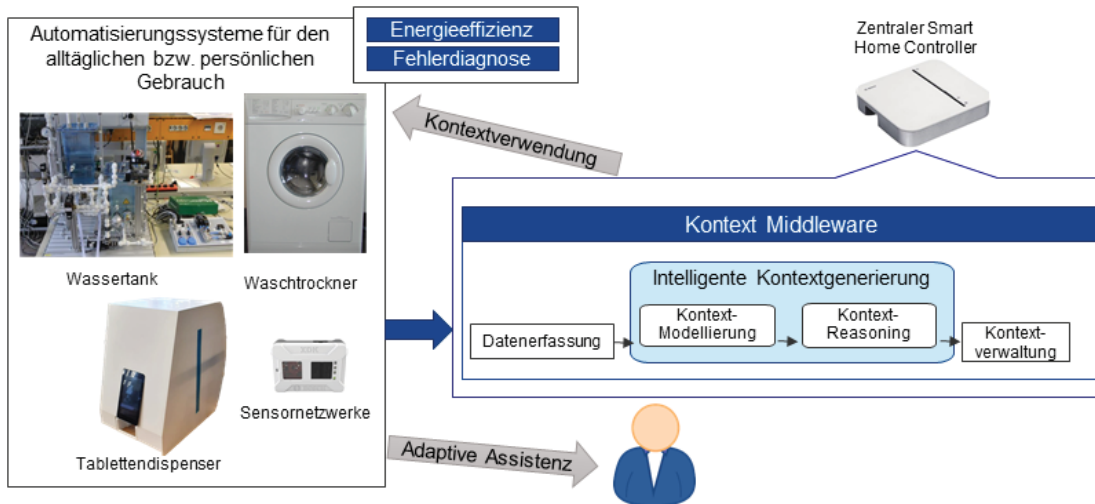 Automatisierungssysteme für den
alltäglichen bzw. persönlichen
Gebrauch
Energieeffizienz
Fehlerdiagnose
Zentraler Smart
Home Controller
Kontextverwendung
Wassertank
Waschtrockner
Kontext Middleware
Intelligente Kontextgenerierung
Datenerfassung
Kontext-
Modellierung
Kontext-
Reasoning
Kontext-
verwaltung
Sensornetzwerke
Tablettendispenser
Adaptive Assistenz